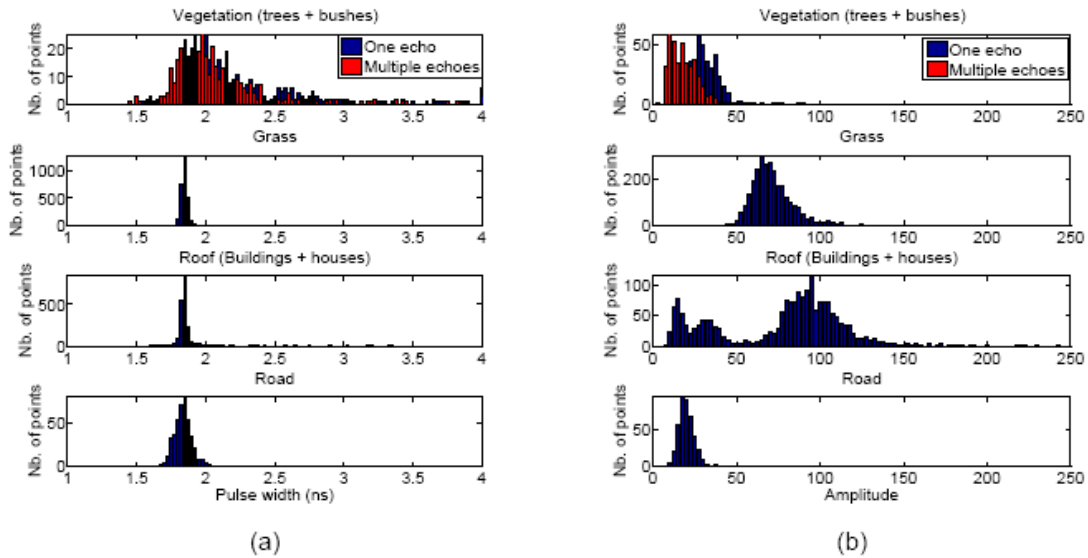 Vegetation (trees + bushes)
Nb. of points
20
10
0
One echo
Multiple echoes
1 1.5 2 2.5 3 3.5 4
Grass
Nb. of points
1000
500
0
1 1.5 2 2.5 3 3.5 4
Roof (Buildings + houses)
Nb. of points
500
0
1 1.5 2 2.5 3 3.5 4
Road
Nb. of points
50
0
1 1.5 2 2.5 3 3.5 4
Pulse width (ns)
(a)
Vegetation (trees + bushes)
Nb. of points
50
0
One echo
Multiple echoes
0 50 100 150 200 250
Grass
Nb. of points
200
0
0 50 100 150 200 250
Roof (Buildings + houses)
Nb. of points
100
50
0
0 50 100 150 200 250
Road
Nb. of points
50
0
0 50 100 150 200 250
Amplitude
(b)